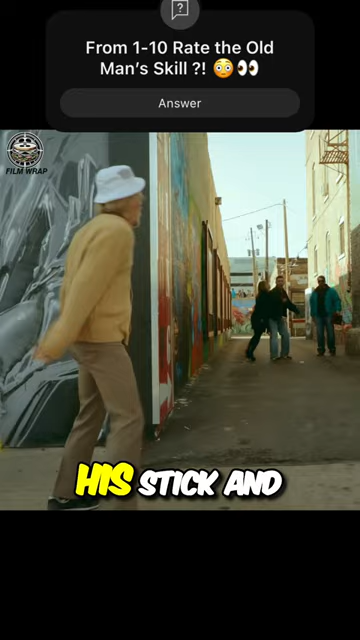 From 1-10 Rate the Old
Man's Skill ?! 😳👀
Answer
FILM WRAP
HIS STICK AND